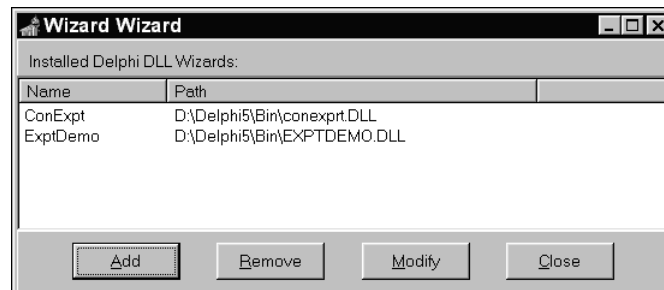 Wizard Wizard
Installed Delphi DLL Wizards:
Name Path
ConExpt D:\Delphi5\Bin\conexprt.DLL
ExptDemo D:\Delphi5\Bin\EXPTDEMO.DLL
Add Remove Modify Close